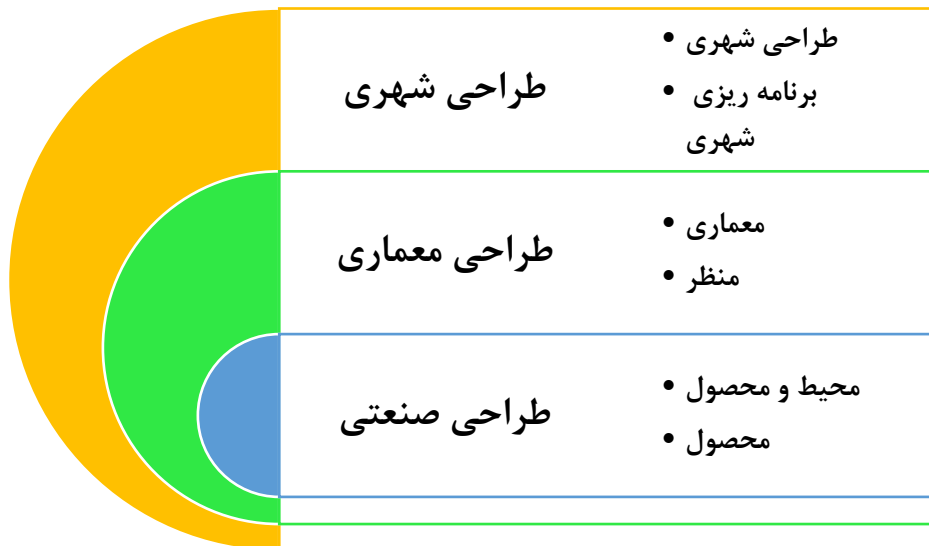 طراحی شهری
• طراحی شهری
• برنامه ریزی
شهری
طراحی معماری
• معماری
• منظر
طراحی صنعتی
• محیط و محصول
• محصول